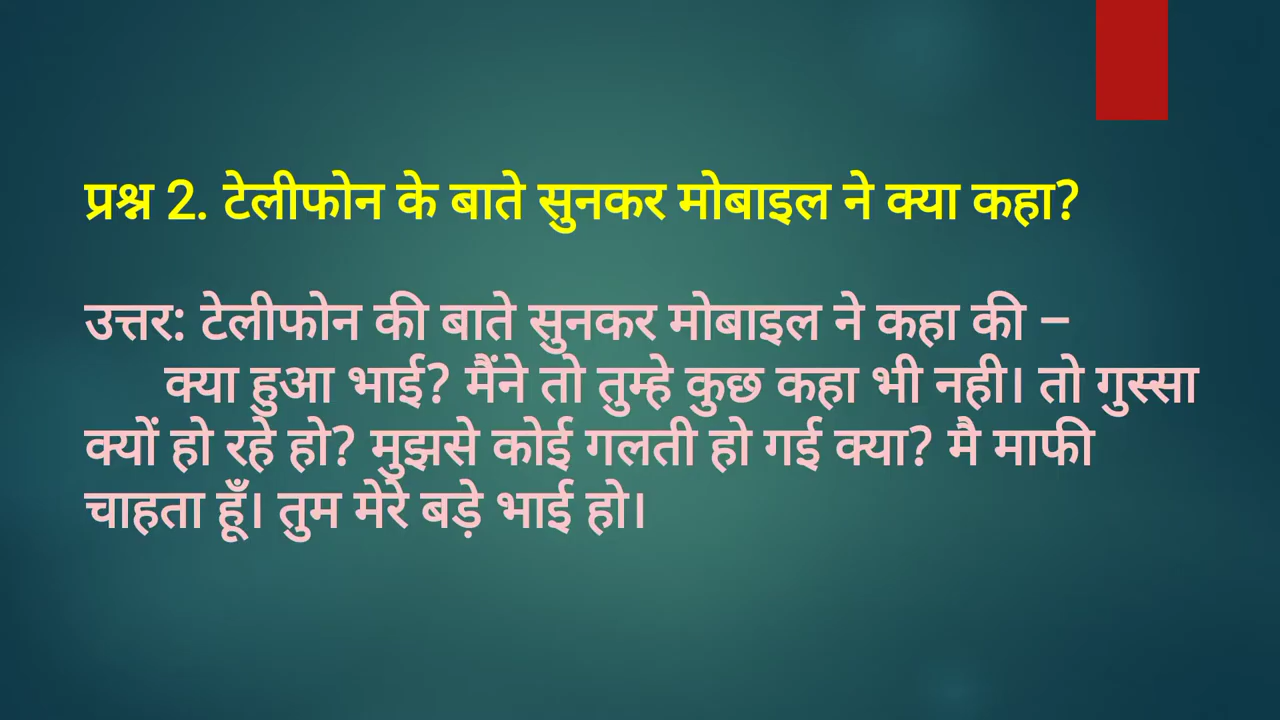 प्रश्न 2. टेलीफोन के बाते सुनकर मोबाइल ने क्या कहा?
उत्तर: टेलीफोन की बाते सुनकर मोबाइल ने कहा की –
क्या हुआ भाई? मैंने तो तुम्हे कुछ कहा भी नही। तो गुस्सा
क्यों हो रहे हो? मुझसे कोई गलती हो गई क्या? मै माफी
चाहता हूँ। तुम मेरे बड़े भाई हो।